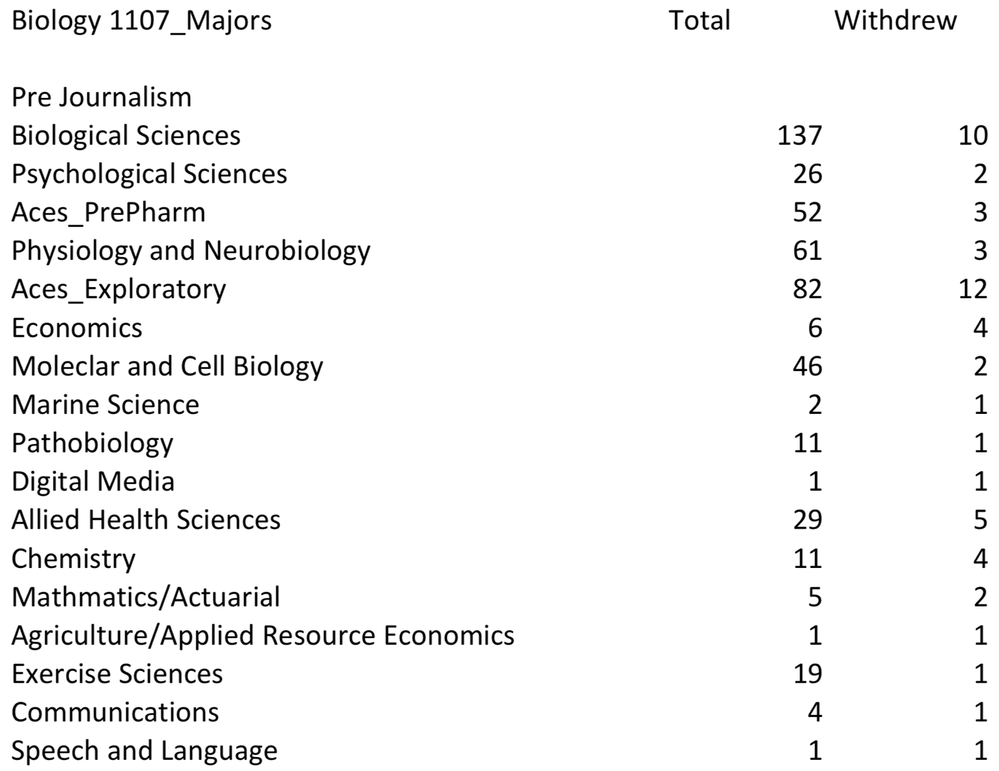 Biology 1107_Majors Total Withdrew
Pre Journalism
Biological Sciences 137 10
Psychological Sciences 26 2
Aces_PrePharm 52 3
Physiology and Neurobiology 61 3
Aces_Exploratory 82 12
Economics 6 4
Moleclar and Cell Biology 46 2
Marine Science 2 1
Pathobiology 11 1
Digital Media 1 1
Allied Health Sciences 29 5
Chemistry 11 4
Mathmatics/Actuarial 5 2
Agriculture/Applied Resource Economics 1 1
Exercise Sciences 19 1
Communications 4 1
Speech and Language 1 1